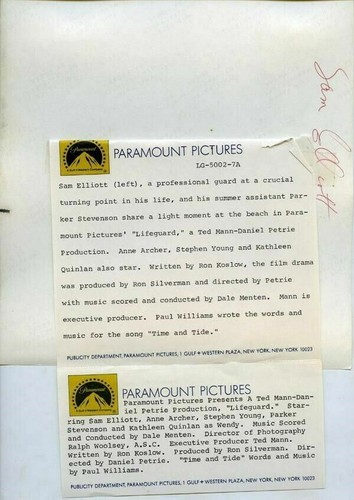 Sam Elliott
Paramount
PARAMOUNT PICTURES
LG-5002-7A
Sam Elliott (left), a professional guard at a crucial
turning point in his life, and his summer assistant Par-
ker Stevenson share a light moment at the beach in Para-
mount Pictures' "Lifeguard," a Ted Mann-Daniel Petrie
Production. Anne Archer, Stephen Young and Kathleen
Quinlan also star. Written by Ron Koslow, the film drama
was produced by Ron Silverman and directed by Petrie
with music scored and conducted by Dale Menten. Mann is
executive producer. Paul Williams wrote the words and
music for the song "Time and Tide."
PUBLICITY DEPARTMENT, PARAMOUNT PICTURES, 1 GULF + WESTERN PLAZA, NEW YORK, NEW YORK 10023
Paramount
PARAMOUNT PICTURES
Paramount Pictures Presents A Ted Mann-Dan-
iel Petrie Production, "Lifeguard." Star-
ring Sam Elliott, Anne Archer, Stephen Young, Parker
Stevenson and Kathleen Quinlan as Wendy. Music Scored
and Conducted by Dale Menten. Director of Photography
Ralph Woolsey, A.S.C. Executive Producer Ted Mann.
Written by Ron Koslow. Produced by Ron Silverman. Dir-
ected by Daniel Petrie. "Time and Tide" Words and Music
by Paul Williams.
PUBLICITY DEPARTMENT, PARAMOUNT PICTURES, 1 GULF + WESTERN PLAZA, NEW YORK, NEW YORK 10023